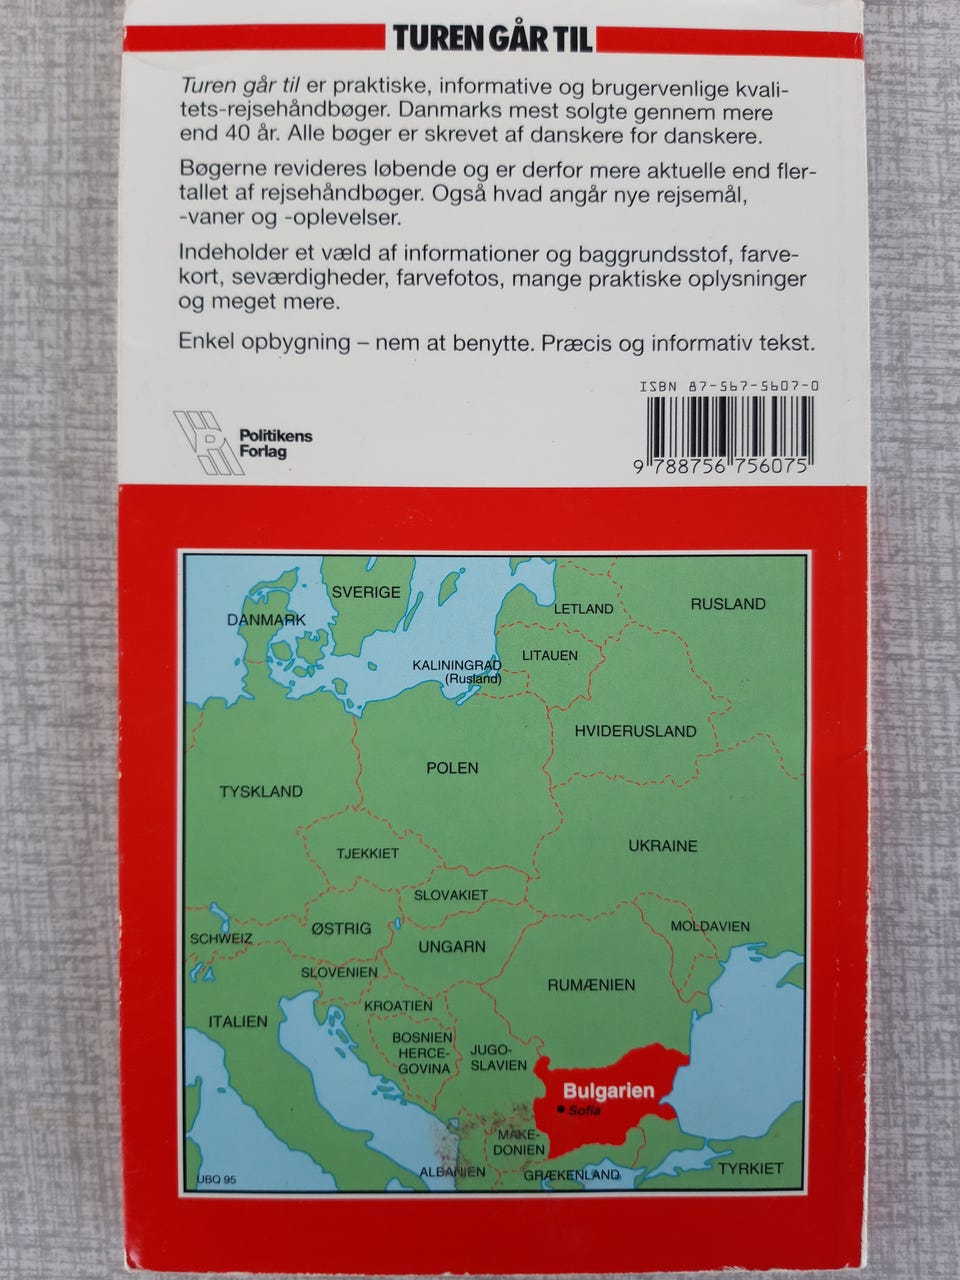 TUREN GÅR TIL
Turen går til er praktiske, informative og brugervenlige kvali-
tets-rejsehåndbøger. Danmarks mest solgte gennem mere
end 40 år. Alle bøger er skrevet af danskere for danskere.
Bøgerne revideres løbende og er derfor mere aktuelle end fler-
tallet af rejsehåndbøger. Også hvad angår nye rejsemål,
-vaner og -oplevelser.
Indeholder et væld af informationer og baggrundsstof, farve-
kort, seværdigheder, farvefotos, mange praktiske oplysninger
og meget mere.
Enkel opbygning – nem at benytte. Præcis og informativ tekst.
ISBN 87-567-5607-0
9 788756 756075
Politikens
Forlag
SVERIGE
DANMARK
LETLAND
RUSLAND
LITAUEN
KALININGRAD
(Rusland)
HVIDERUSLAND
POLEN
TYSKLAND
UKRAINE
TJEKKIET
SLOVAKIET
MOLDAVIEN
ØSTRIG
SCHWEIZ
UNGARN
SLOVENIEN
RUMÆNIEN
KROATIEN
ITALIEN
BOSNIEN
HERCE-
GOVINA
JUGO-
SLAVIEN
Bulgarien
Sofia
MAKE-
DONIEN
ALBANIEN
GRÆKENLAND
TYRKIET
UBQ 95